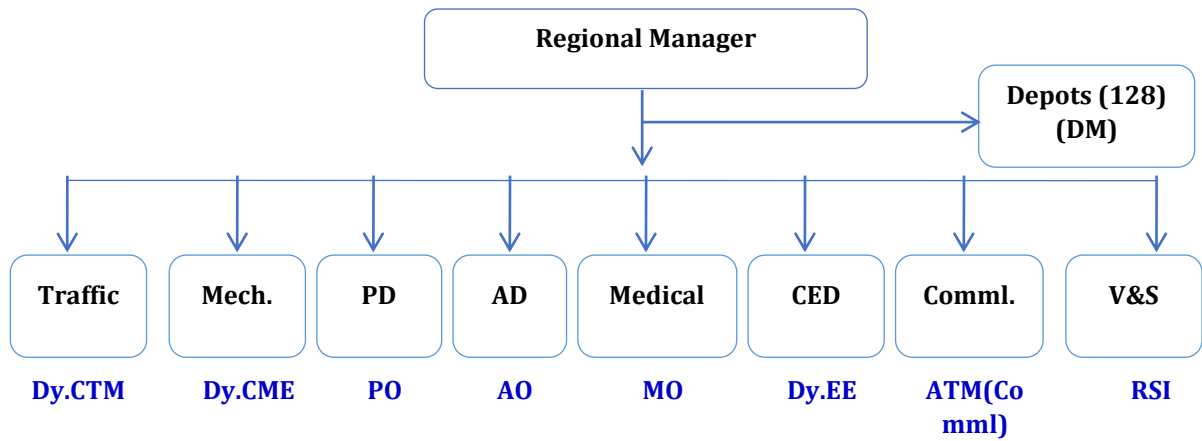 Regional Manager
Depots (128)
(DM)
Traffic
Mech.
PD
AD
Medical
CED
Comml.
V&S
Dy.CTM
Dy.CME
PO
AO
MO
Dy.EE
ATM(Co
mml)
RSI